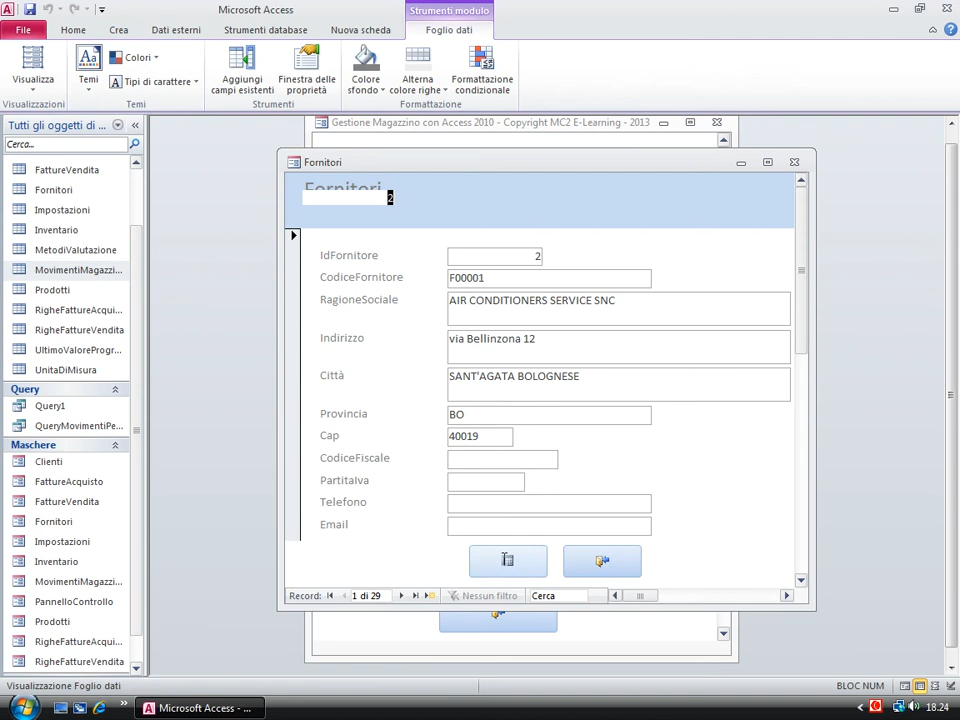 Microsoft Access
Strumenti modulo
File
Home
Crea
Dati esterni
Strumenti database
Nuova scheda
Foglio dati
Visualizza
Temi
Colori
Tipi di carattere
Aggiungi campi esistenti
Finestra delle proprietà
Colore sfondo
Alterna colore righe
Formattazione condizionale
Visualizzazioni
Temi
Strumenti
Formattazione
Tutti gli oggetti di ...
Cerca...
FattureVendita
Fornitori
Impostazioni
Inventario
MetodiValutazione
MovimentiMagazzi...
Prodotti
RigheFattureAcqui...
RigheFattureVendita
UltimoValoreProgr...
UnitaDiMisura
Query
Query1
QueryMovimentiPe...
Maschere
Clienti
FattureAcquisto
FattureVendita
Fornitori
Impostazioni
Inventario
MovimentiMagazzi...
PannelloControllo
Prodotti
RigheFattureAcqui...
RigheFattureVendita
Gestione Magazzino con Access 2010 - Copyright MC2 E-Learning - 2013
Fornitori
Fornitori
2
IdFornitore 2
CodiceFornitore F00001
RagioneSociale AIR CONDITIONERS SERVICE SNC
Indirizzo via Bellinzona 12
Città SANT'AGATA BOLOGNESE
Provincia BO
Cap 40019
CodiceFiscale
PartitaIva
Telefono
Email
Record: 1 di 29 Nessun filtro Cerca
Visualizzazione Foglio dati
BLOC NUM
Microsoft Access - ...
18.24